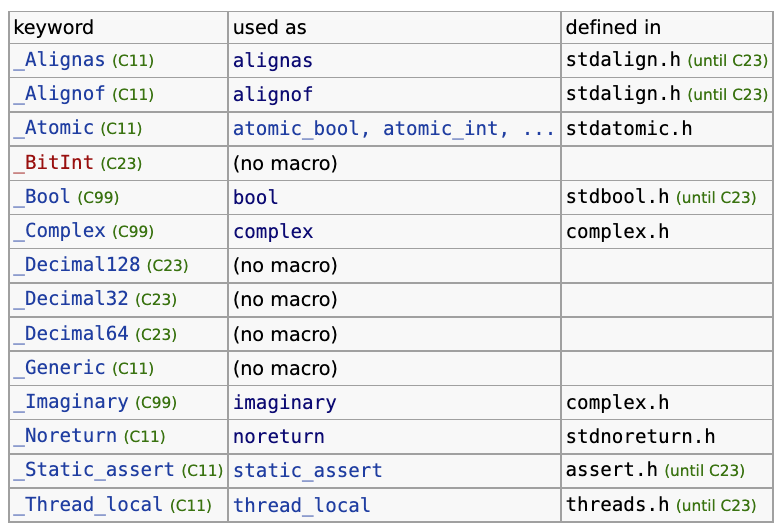 keyword used as defined in
_Alignas (C11) alignas stdalign.h (until C23)
_Alignof (C11) alignof stdalign.h (until C23)
_Atomic (C11) atomic_bool, atomic_int, ... stdatomic.h
_BitInt (C23) (no macro)
_Bool (C99) bool stdbool.h (until C23)
_Complex (C99) complex complex.h
_Decimal128 (C23) (no macro)
_Decimal32 (C23) (no macro)
_Decimal64 (C23) (no macro)
_Generic (C11) (no macro)
_Imaginary (C99) imaginary complex.h
_Noreturn (C11) noreturn stdnoreturn.h
_Static_assert (C11) static_assert assert.h (until C23)
_Thread_local (C11) thread_local threads.h (until C23)